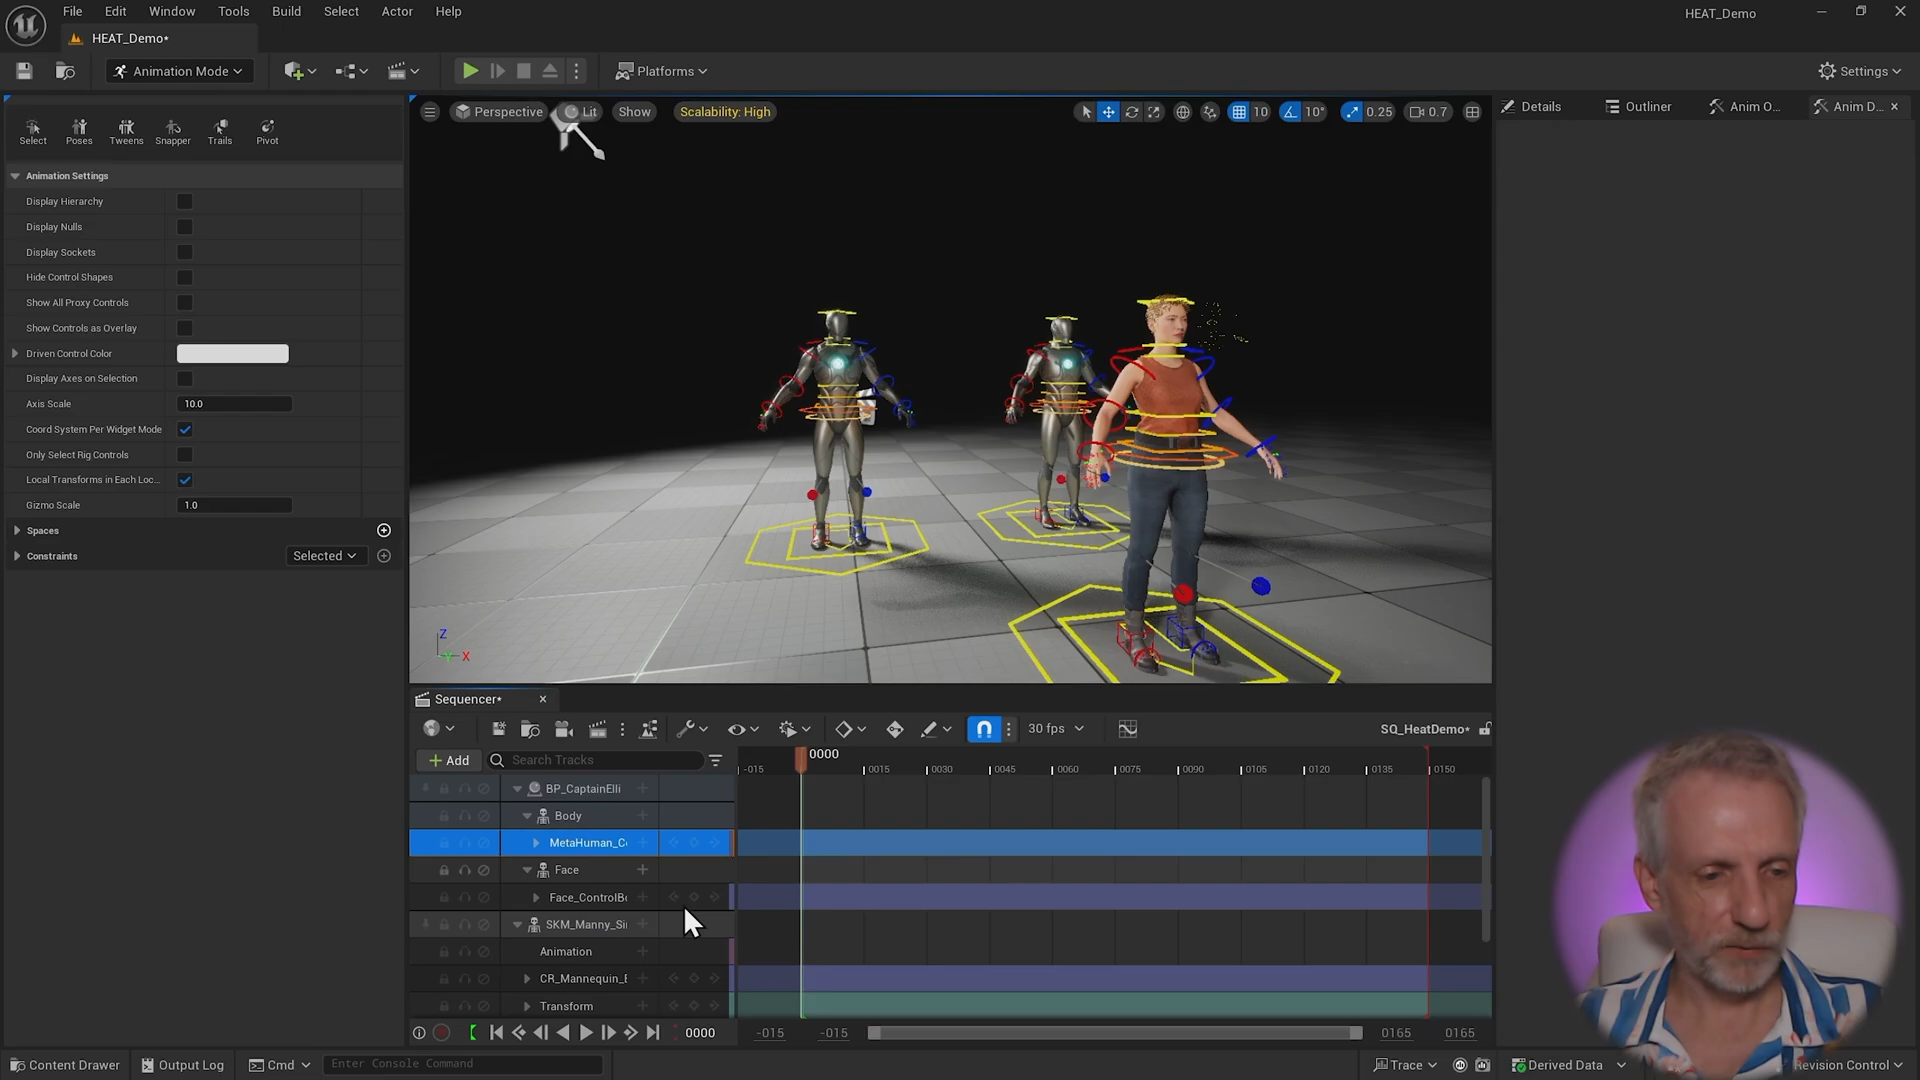 File Edit Window Tools Build Select Actor Help
HEAT_Demo
HEAT_Demo*
Animation Mode
Platforms
Settings
Perspective Lit Show Scalability: High
10 10° 0.25 0.7
Details Outliner Anim O... Anim D...
Select Poses Tweens Snapper Trails Pivot
Animation Settings
Display Hierarchy
Display Nulls
Display Sockets
Hide Control Shapes
Show All Proxy Controls
Show Controls as Overlay
Driven Control Color
Display Axes on Selection
Axis Scale 10.0
Coord System Per Widget Mode
Only Select Rig Controls
Local Transforms in Each Loc...
Gizmo Scale 1.0
Spaces
Constraints Selected
Z
Y X
Sequencer*
30 fps SQ_HeatDemo*
Add Search Tracks
0000
-015 0015 0030 0045 0060 0075 0090 0105 0120 0135 0150
BP_CaptainElli
Body
MetaHuman_C
Face
Face_ControlBo
SKM_Manny_Si
Animation
CR_Mannequin_
Transform
0000 -015 -015 0165 0165
Content Drawer Output Log Cmd Enter Console Command
Trace Derived Data Revision Control